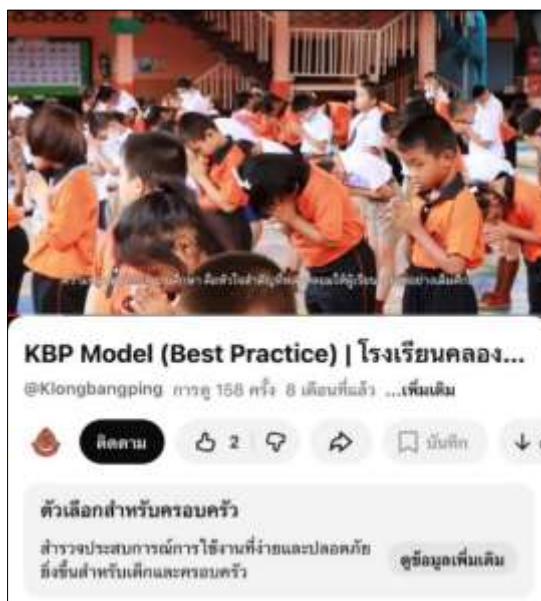 KBP Model (Best Practice) | โรงเรียนคลอง...
@Klongbangping การดู 158 ครั้ง 8 เดือนที่แล้ว ...เพิ่มเติม
ติดตาม 2 บันทึก
ตัวเลือกสำหรับครอบครัว
สำรวจประสบการณ์การใช้งานที่ง่ายและปลอดภัย
ยิ่งขึ้นสำหรับเด็กและครอบครัว
ดูข้อมูลเพิ่มเติม